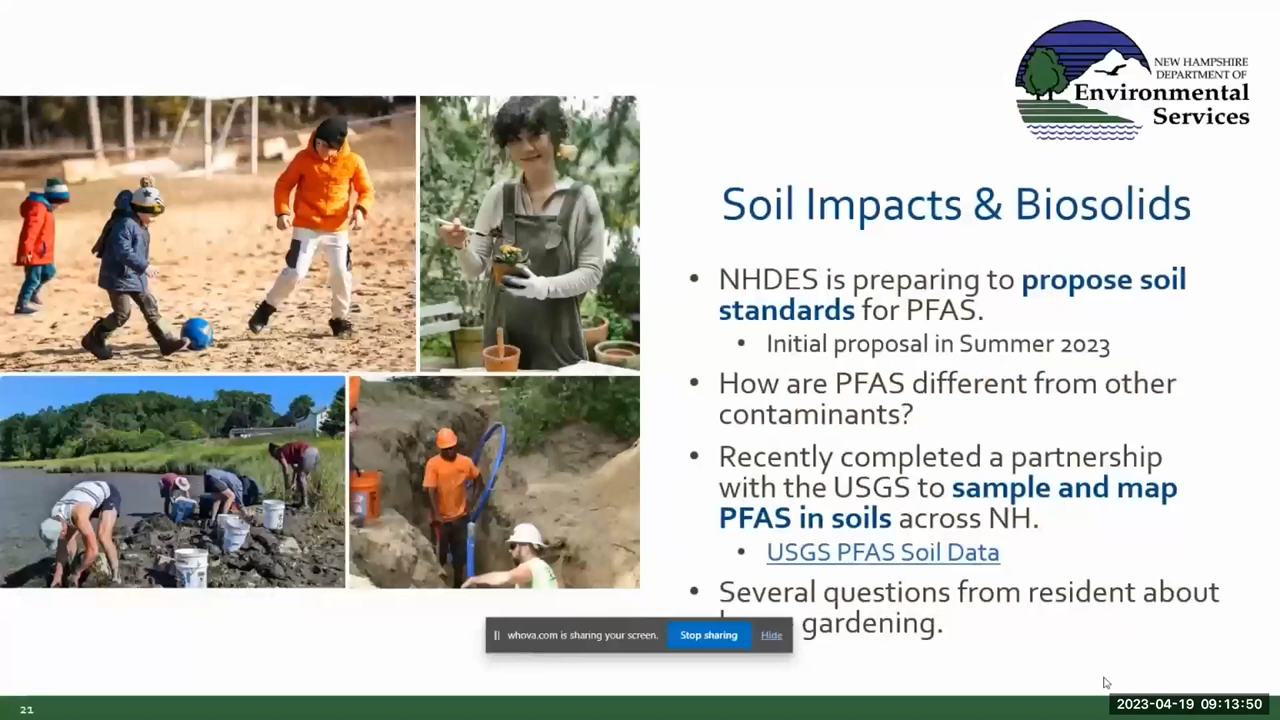 NEW HAMPSHIRE
DEPARTMENT OF
Environmental
Services
Soil Impacts & Biosolids
• NHDES is preparing to propose soil
standards for PFAS.
• Initial proposal in Summer 2023
• How are PFAS different from other
contaminants?
• Recently completed a partnership
with the USGS to sample and map
PFAS in soils across NH.
• USGS PFAS Soil Data
• Several questions from resident about
gardening.
whova.com is sharing your screen. Stop sharing Hide
21
2023-04-19 09:13:50